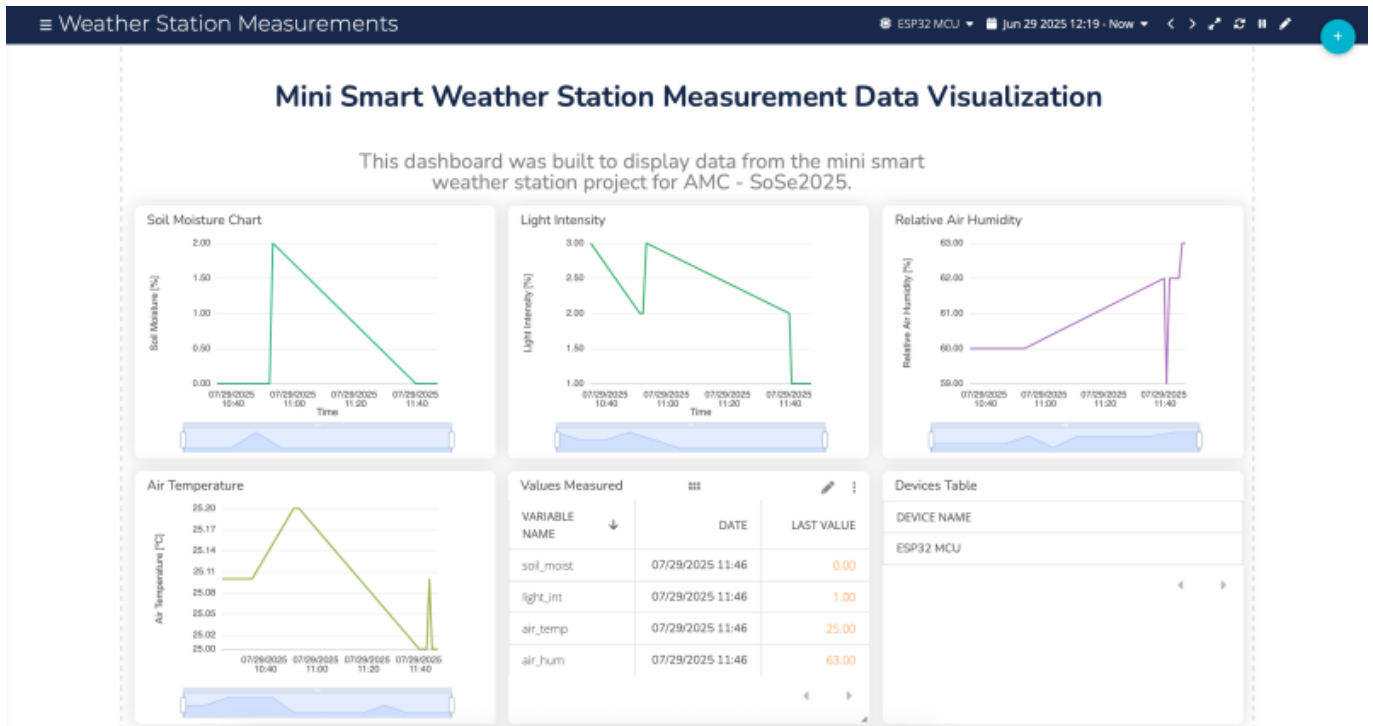 ≡ Weather Station Measurements
ESP32 MCU
Jun 29 2025 12:19 - Now
+
Mini Smart Weather Station Measurement Data Visualization
This dashboard was built to display data from the mini smart
weather station project for AMC - SoSe2025.
Soil Moisture Chart
Soil Moisture [%]
2.00
1.50
1.00
0.50
0.00
07/29/2025 07/29/2025 07/29/2025 07/29/2025
10:40 11:00 11:20 11:40
Time
Light Intensity
Light Intensity [%]
3.00
2.50
2.00
1.50
1.00
07/29/2025 07/29/2025 07/29/2025 07/29/2025
10:40 11:00 11:20 11:40
Time
Relative Air Humidity
Relative Air Humidity [%]
63.00
62.00
61.00
60.00
59.00
07/29/2025 07/29/2025 07/29/2025 07/29/2025
10:40 11:00 11:20 11:40
Air Temperature
Air Temperature [ºC]
25.20
25.17
25.14
25.11
25.08
25.05
25.02
25.00
07/29/2025 07/29/2025 07/29/2025 07/29/2025
10:40 11:00 11:20 11:40
Values Measured
VARIABLE
NAME
DATE
LAST VALUE
soil_moist 07/29/2025 11:46 0.00
light_int 07/29/2025 11:46 1.00
air_temp 07/29/2025 11:46 25.00
air_hum 07/29/2025 11:46 63.00
Devices Table
DEVICE NAME
ESP32 MCU